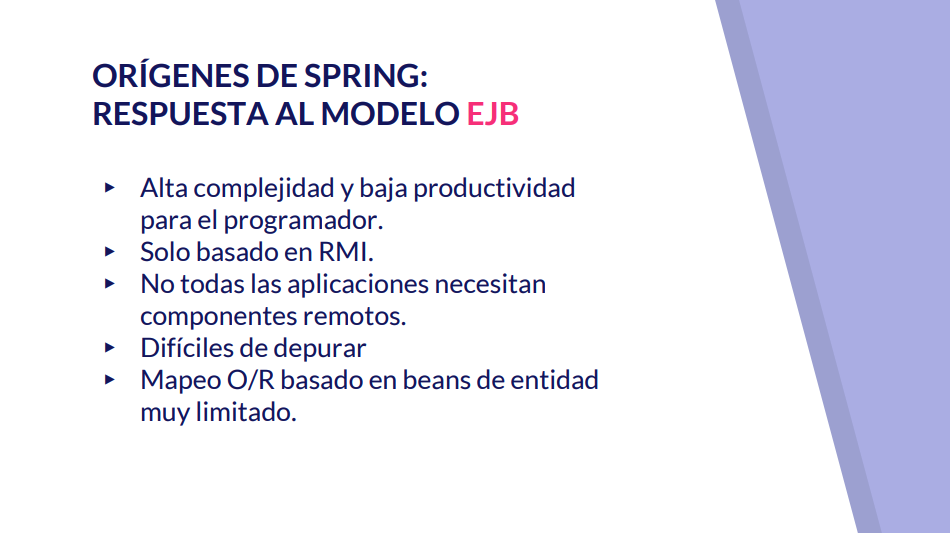 ORÍGENES DE SPRING:
RESPUESTA AL MODELO EJB
▸ Alta complejidad y baja productividad
para el programador.
▸ Solo basado en RMI.
▸ No todas las aplicaciones necesitan
componentes remotos.
▸ Difíciles de depurar
▸ Mapeo O/R basado en beans de entidad
muy limitado.